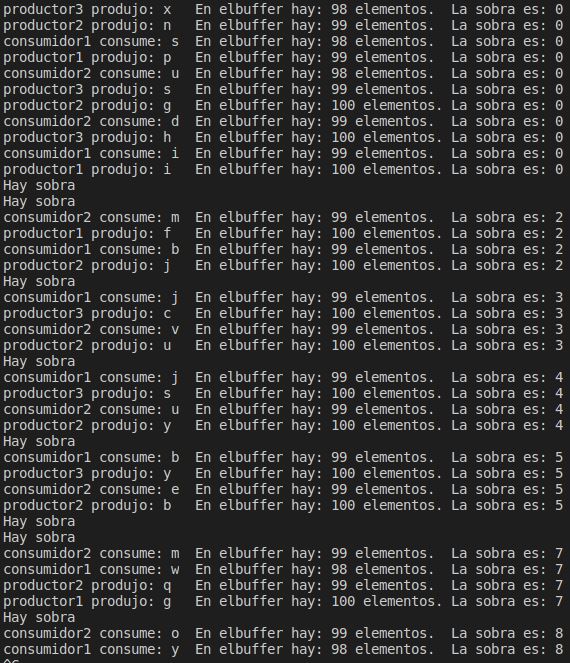 productor3 produjo: x   En elbuffer hay: 98 elementos.  La sobra es: 0
productor2 produjo: n   En elbuffer hay: 99 elementos.  La sobra es: 0
consumidor1 consume: s  En elbuffer hay: 98 elementos.  La sobra es: 0
productor1 produjo: p   En elbuffer hay: 99 elementos.  La sobra es: 0
consumidor2 consume: u  En elbuffer hay: 98 elementos.  La sobra es: 0
productor3 produjo: s   En elbuffer hay: 99 elementos.  La sobra es: 0
productor2 produjo: g   En elbuffer hay: 100 elementos. La sobra es: 0
consumidor2 consume: d  En elbuffer hay: 99 elementos.  La sobra es: 0
productor3 produjo: h   En elbuffer hay: 100 elementos. La sobra es: 0
consumidor1 consume: i  En elbuffer hay: 99 elementos.  La sobra es: 0
productor1 produjo: i   En elbuffer hay: 100 elementos. La sobra es: 0
Hay sobra
Hay sobra
consumidor2 consume: m  En elbuffer hay: 99 elementos.  La sobra es: 2
productor1 produjo: f   En elbuffer hay: 100 elementos. La sobra es: 2
consumidor1 consume: b  En elbuffer hay: 99 elementos.  La sobra es: 2
productor2 produjo: j   En elbuffer hay: 100 elementos. La sobra es: 2
Hay sobra
consumidor1 consume: j  En elbuffer hay: 99 elementos.  La sobra es: 3
productor3 produjo: c   En elbuffer hay: 100 elementos. La sobra es: 3
consumidor2 consume: v  En elbuffer hay: 99 elementos.  La sobra es: 3
productor2 produjo: u   En elbuffer hay: 100 elementos. La sobra es: 3
Hay sobra
consumidor1 consume: j  En elbuffer hay: 99 elementos.  La sobra es: 4
productor3 produjo: s   En elbuffer hay: 100 elementos. La sobra es: 4
consumidor2 consume: u  En elbuffer hay: 99 elementos.  La sobra es: 4
productor2 produjo: y   En elbuffer hay: 100 elementos. La sobra es: 4
Hay sobra
consumidor1 consume: b  En elbuffer hay: 99 elementos.  La sobra es: 5
productor3 produjo: y   En elbuffer hay: 100 elementos. La sobra es: 5
consumidor2 consume: e  En elbuffer hay: 99 elementos.  La sobra es: 5
productor2 produjo: b   En elbuffer hay: 100 elementos. La sobra es: 5
Hay sobra
Hay sobra
consumidor2 consume: m  En elbuffer hay: 99 elementos.  La sobra es: 7
consumidor1 consume: w  En elbuffer hay: 98 elementos.  La sobra es: 7
productor2 produjo: q   En elbuffer hay: 99 elementos.  La sobra es: 7
productor1 produjo: g   En elbuffer hay: 100 elementos. La sobra es: 7
Hay sobra
consumidor2 consume: o  En elbuffer hay: 99 elementos.  La sobra es: 8
consumidor1 consume: y  En elbuffer hay: 98 elementos.  La sobra es: 8